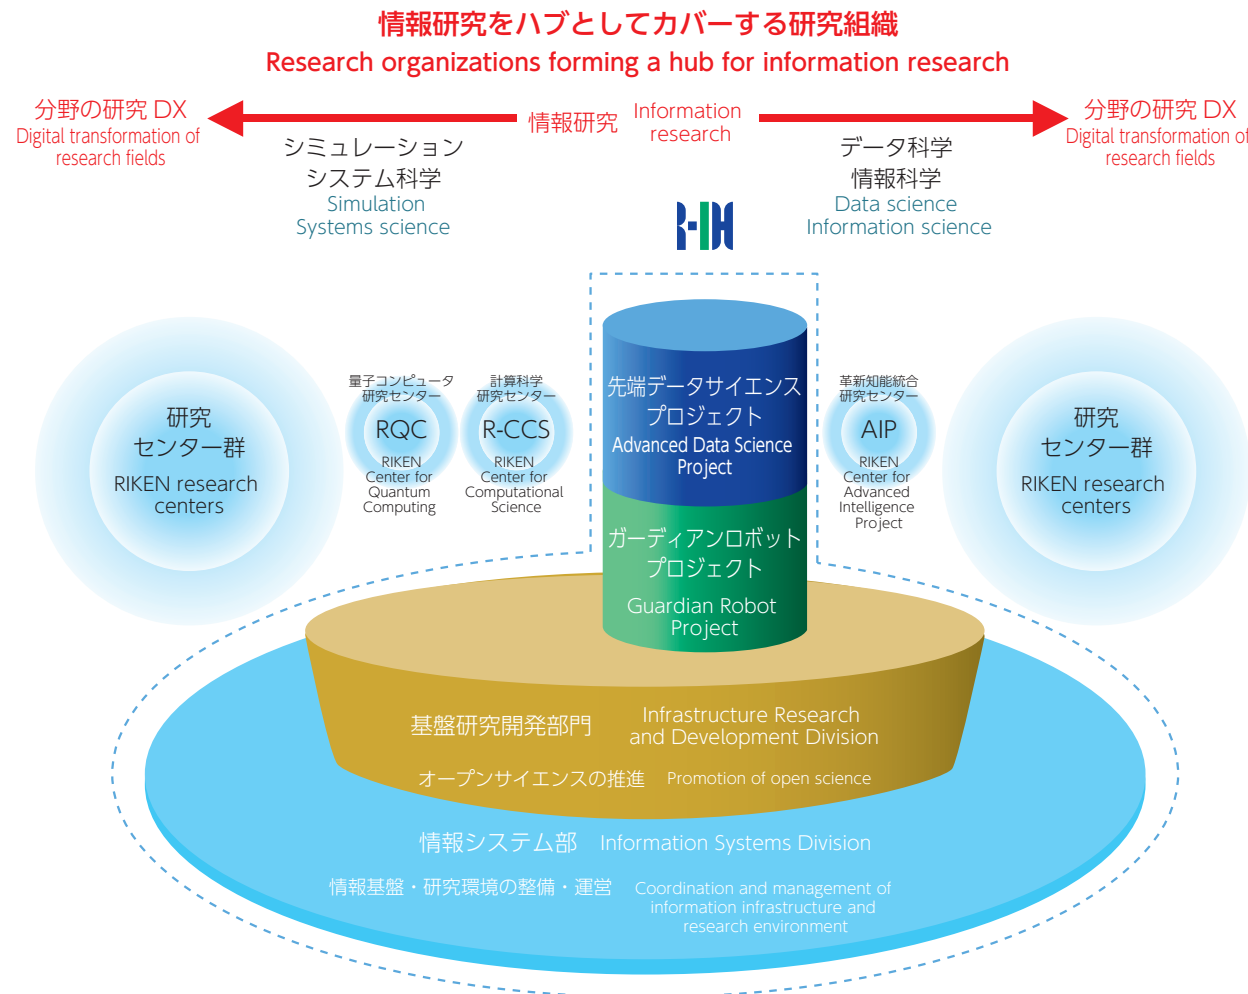 情報研究をハブとしてカバーする研究組織
Research organizations forming a hub for information research
分野の研究 DX
Digital transformation of
research fields
情報研究
Information
research
分野の研究 DX
Digital transformation of
research fields
シミュレーション
システム科学
Simulation
Systems science
データ科学
情報科学
Data science
Information science
R-IH
研究
センター群
RIKEN research
centers
量子コンピュータ
研究センター
RQC
RIKEN
Center for
Quantum
Computing
計算科学
研究センター
R-CCS
RIKEN
Center for
Computational
Science
先端データサイエンス
プロジェクト
Advanced Data Science
Project
ガーディアンロボット
プロジェクト
Guardian Robot
Project
革新知能統合
研究センター
AIP
RIKEN
Center for
Advanced
Intelligence
Project
研究
センター群
RIKEN research
centers
基盤研究開発部門
Infrastructure Research
and Development Division
オープンサイエンスの推進
Promotion of open science
情報システム部
Information Systems Division
情報基盤・研究環境の整備・運営
Coordination and management of
information infrastructure and
research environment